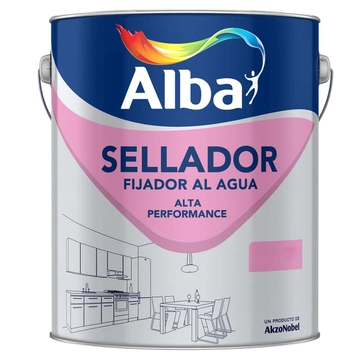 Alba
SELLADOR
FIJADOR AL AGUA
ALTA
PERFORMANCE
UN PRODUCTO DE
AkzoNobel